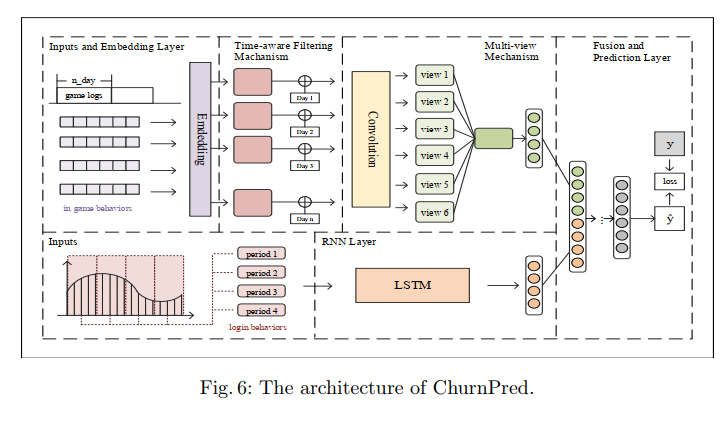 Inputs and Embedding Layer
n_day
game logs
in game behaviors
Embedding
Time-aware Filtering
Machanism
Day 1
Day 2
Day 3
Day n
Convolution
Multi-view
Mechanism
view 1
view 2
view 3
view 4
view 5
view 6
Fusion and
Prediction Layer
y
loss
ŷ
Inputs
period 1
period 2
period 3
period 4
login behaviors
RNN Layer
LSTM
Fig. 6: The architecture of ChurnPred.